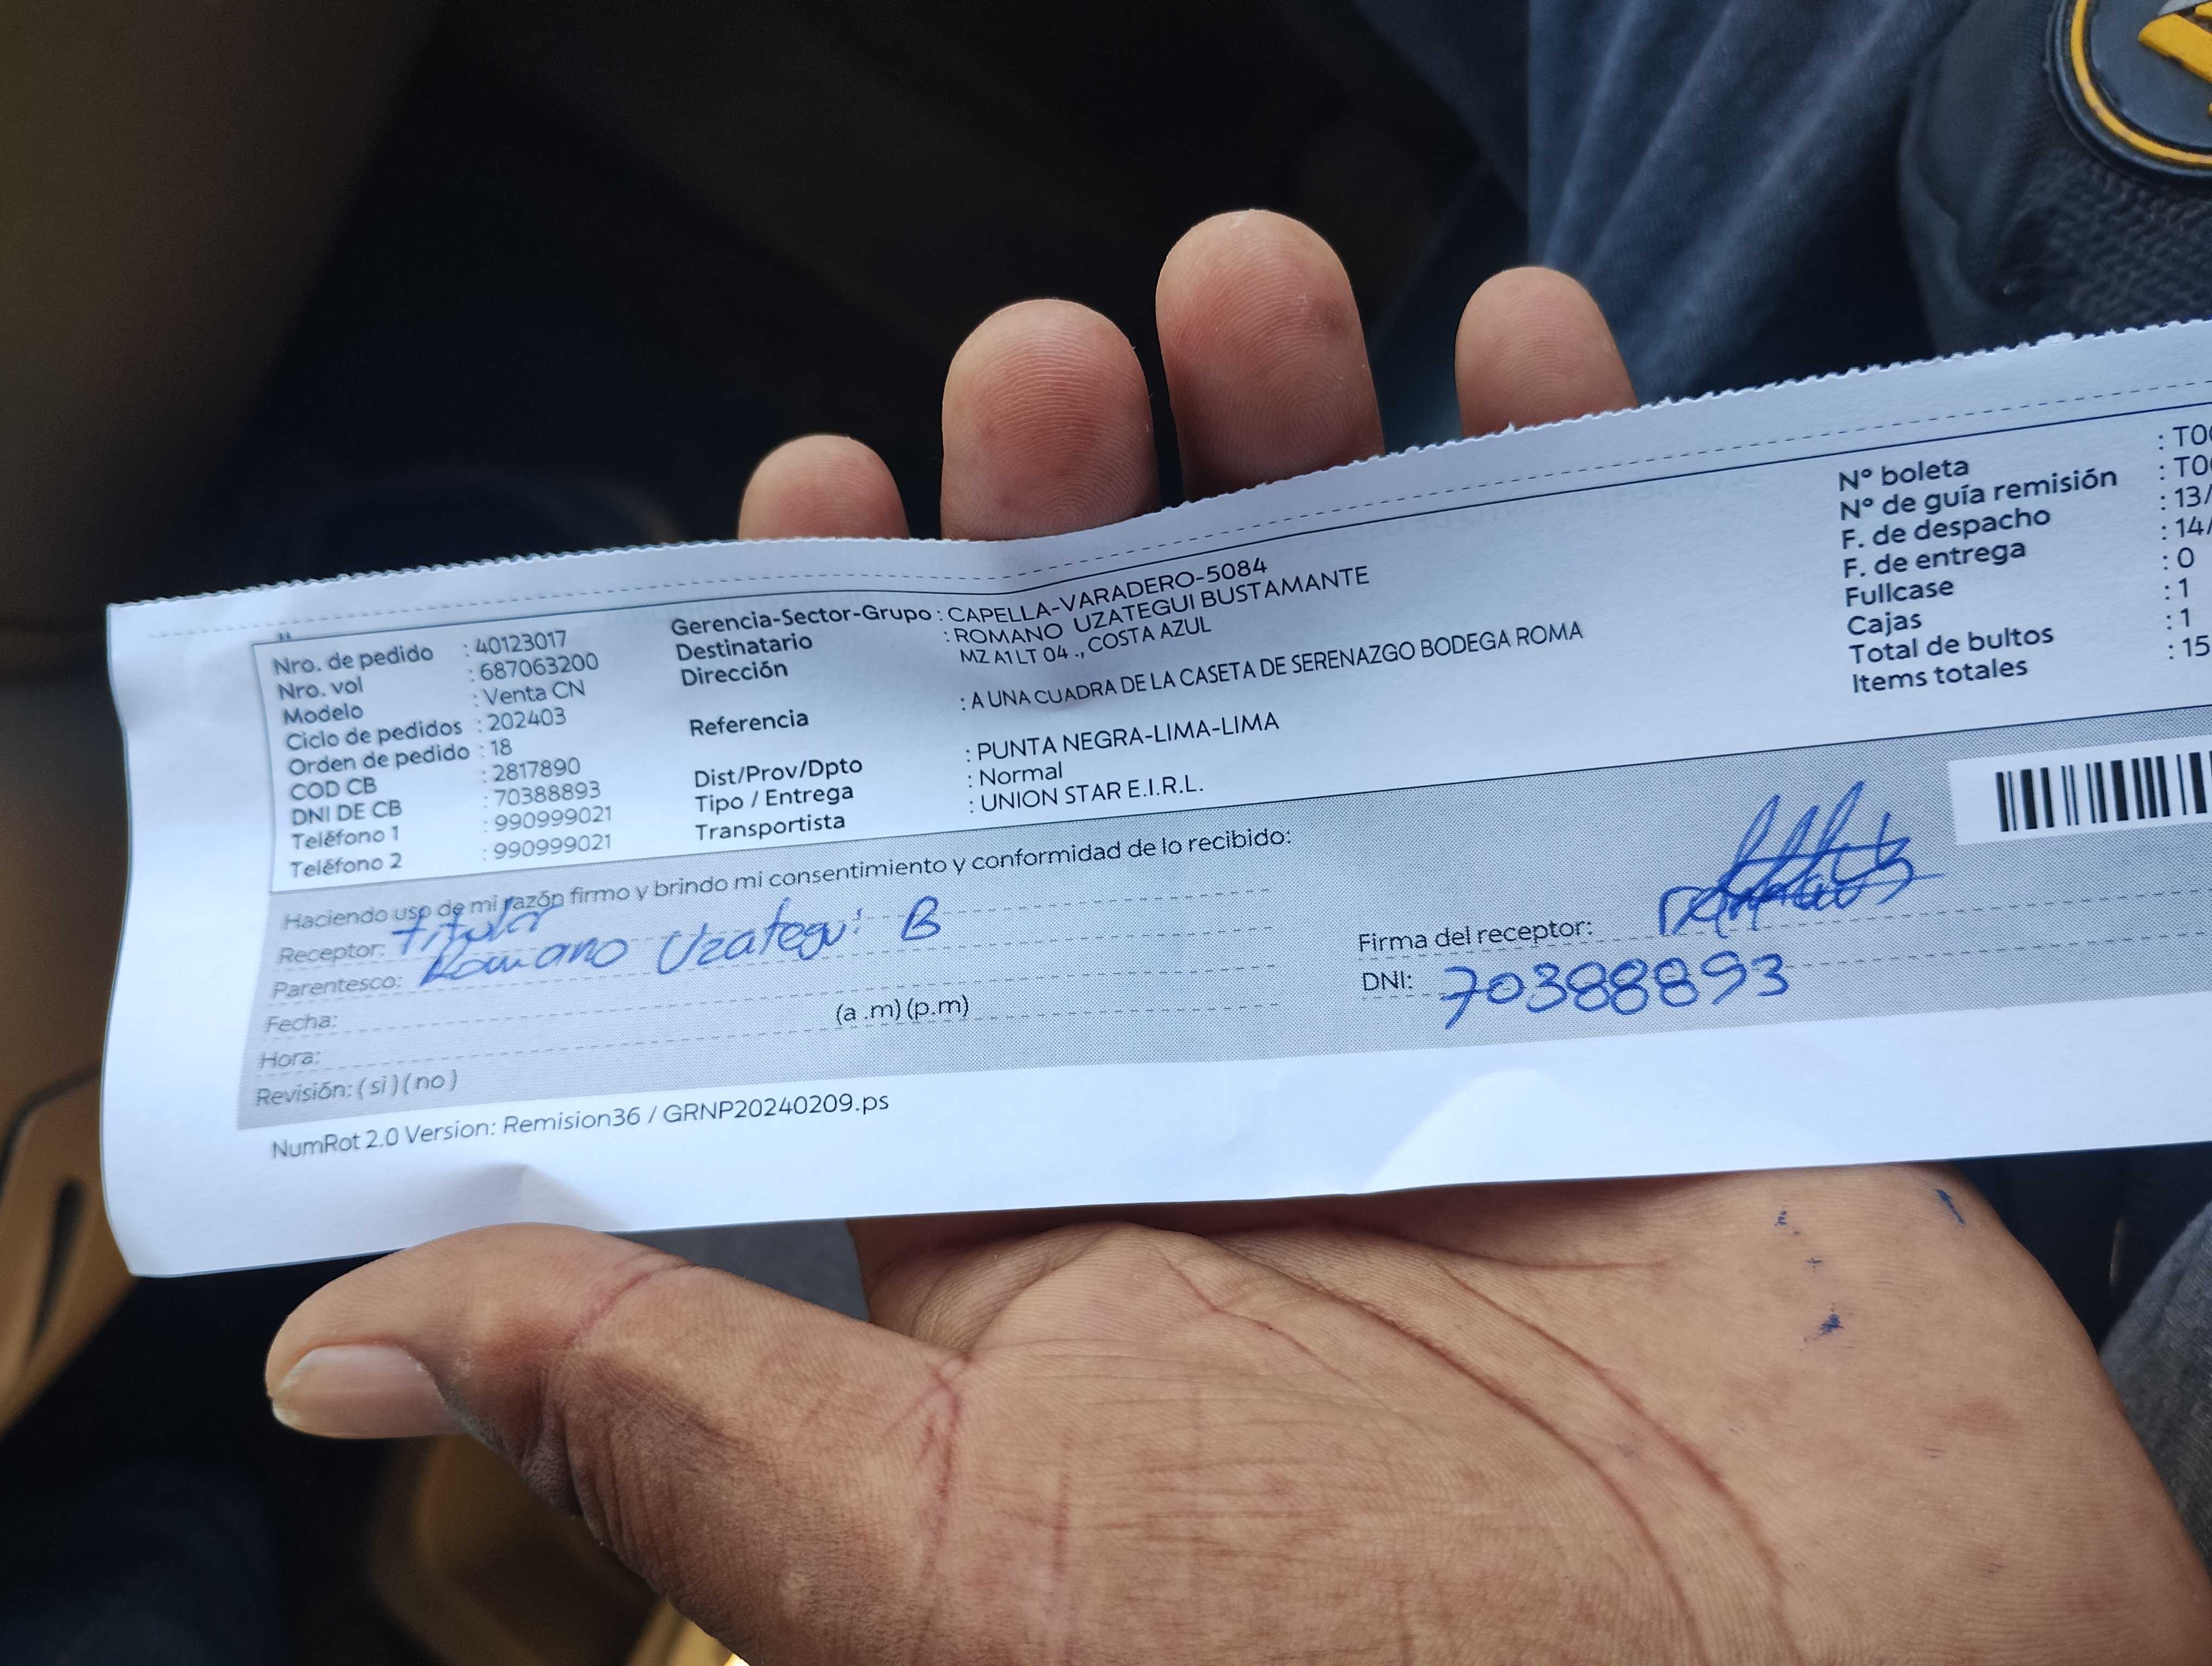 Nro. de pedido : 40123017
Nro. vol : 687063200
Modelo : Venta CN
Ciclo de pedidos : 202403
Orden de pedido : 18
COD CB : 2817890
DNI DE CB : 70388893
Teléfono 1 : 990999021
Teléfono 2 : 990999021
Gerencia-Sector-Grupo : CAPELLA-VARADERO-5084
Destinatario : ROMANO UZATEGUI BUSTAMANTE
Dirección MZ A1 LT 04 ., COSTA AZUL
Referencia : A UNA CUADRA DE LA CASETA DE SERENAZGO BODEGA ROMA
Dist/Prov/Dpto : PUNTA NEGRA-LIMA-LIMA
Tipo / Entrega : Normal
Transportista : UNION STAR E.I.R.L.
Nº boleta : T0
Nº de guía remisión : T0
F. de despacho : 13/
F. de entrega : 14/
Fullcase : 0
Cajas : 1
Total de bultos : 1
Items totales : 15
Haciendo uso de mi razón firmo y brindo mi consentimiento y conformidad de lo recibido:
Receptor: titular
Parentesco: Romano Uzategui B
Fecha:
Hora: (a .m) (p.m)
Revisión: ( si ) ( no )
Firma del receptor:
DNI: 70388893
NumRot 2.0 Version: Remision36 / GRNP20240209.ps